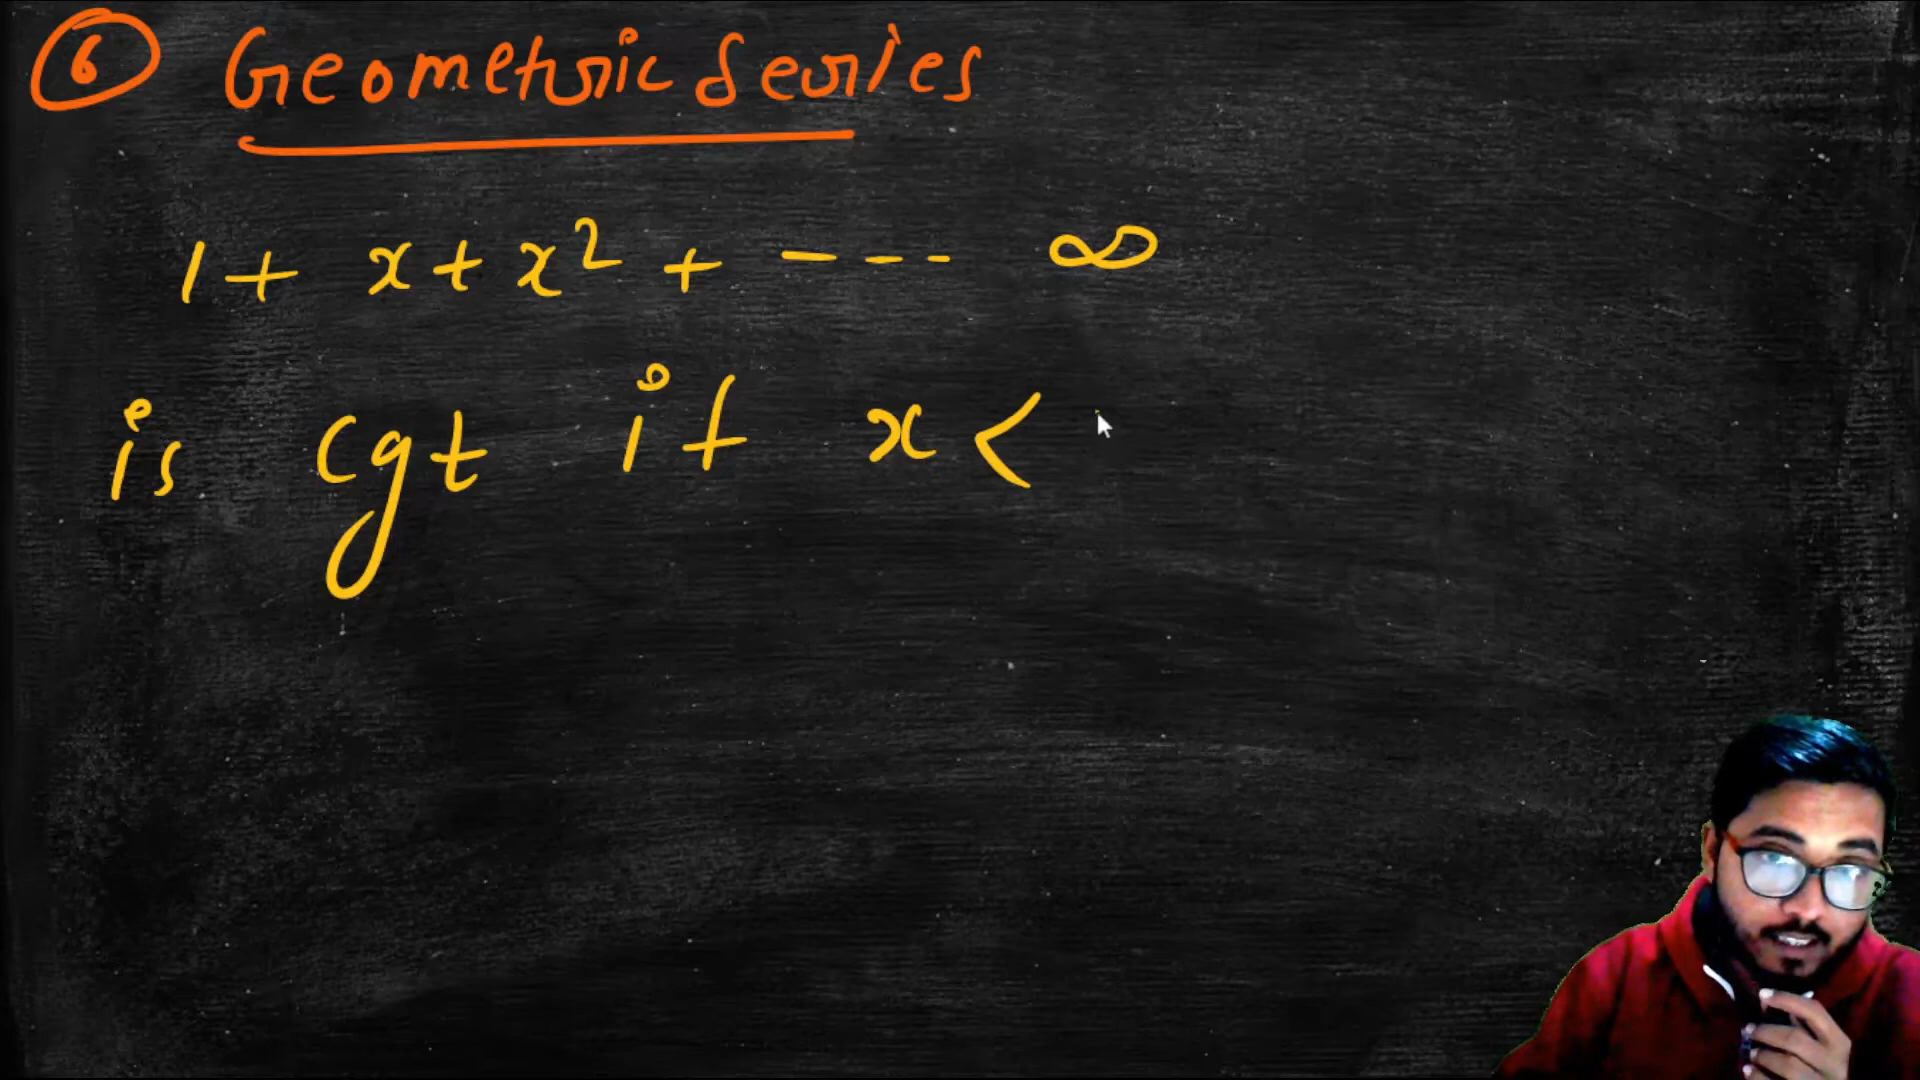 6 Geometric Series
1 + x + x² + ---- ∞
is cgt if x <